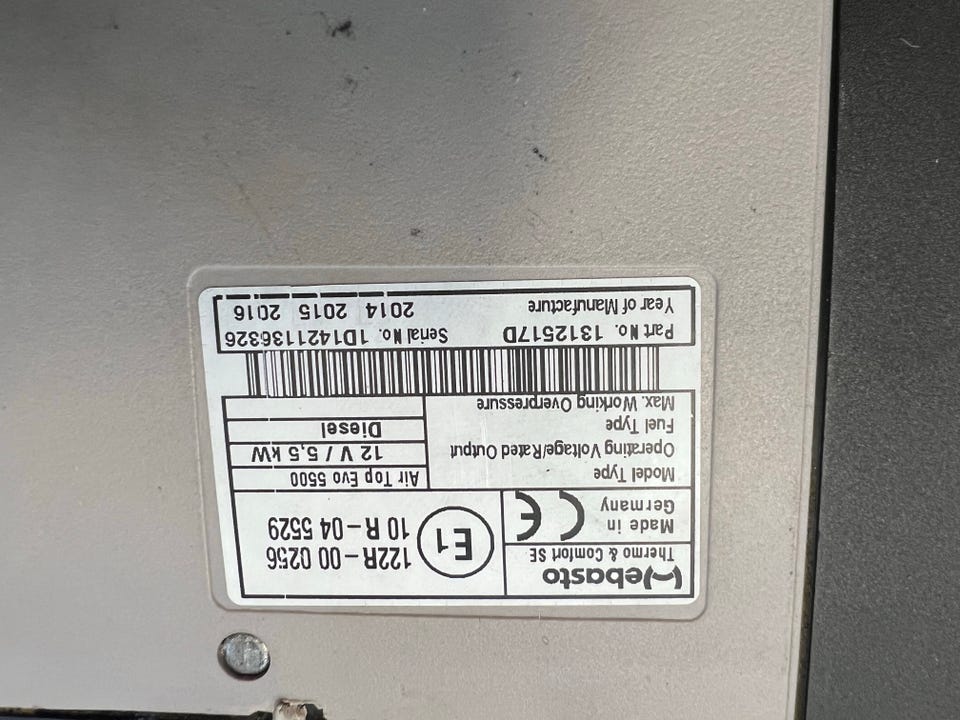 Webasto
Thermo & Comfort SE
Made in
Germany
CE
E1
122R–00 0256
10 R–04 5529
Model Type
Air Top Evo 5500
Operating Voltage/Rated Output
12 V / 5,5 kW
Fuel Type
Diesel
Max. Working Overpressure
Part No. 1312517D
Serial No. 1D1421136326
Year of Manufacture
2014 2015 2016